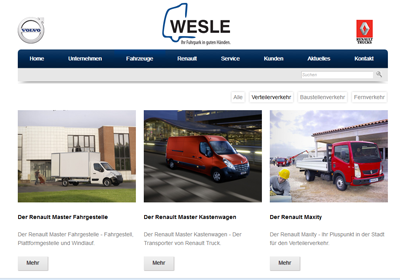 VOLVO
WESLE
Ihr Fuhrpark in guten Händen.
RENAULT
TRUCKS
Home Unternehmen Fahrzeuge Renault Service Kunden Aktuelles Kontakt
Suchen
Alle Verteilerverkehr Baustellenverkehr Fernverkehr
Der Renault Master Fahrgestelle
Der Renault Master Fahrgestelle - Fahrgestell,
Plattformgestelle und Windlauf.
Mehr
Der Renault Master Kastenwagen
Der Renault Master Kastenwagen - Der
Transporter von Renault Truck.
Mehr
Der Renault Maxity
Der Renault Maxity - Ihr Pluspunkt in der Stadt
für den Verteilerverkehr.
Mehr